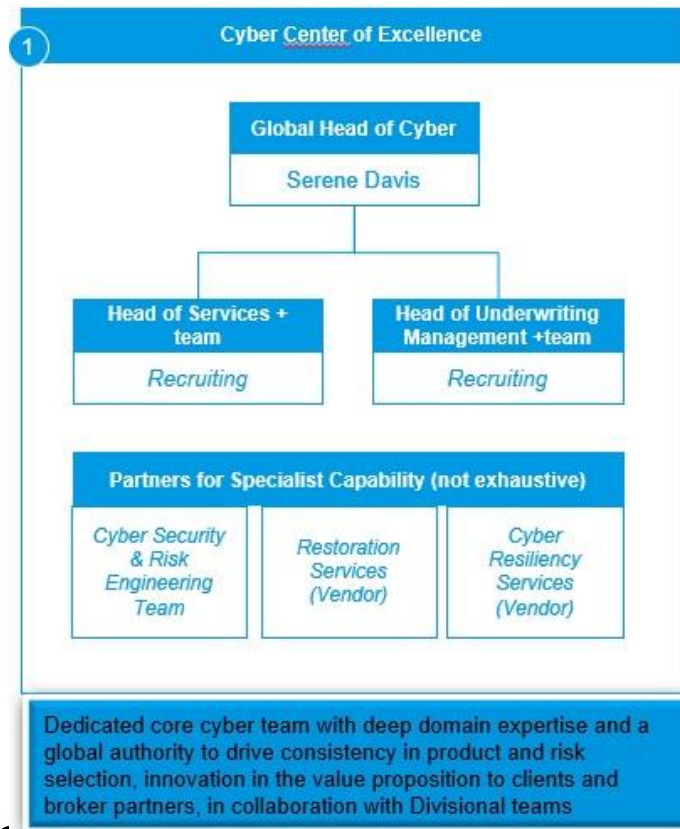 1
Cyber Center of Excellence
Global Head of Cyber
Serene Davis
Head of Services +
team
Recruiting
Head of Underwriting
Management +team
Recruiting
Partners for Specialist Capability (not exhaustive)
Cyber Security
& Risk
Engineering
Team
Restoration
Services
(Vendor)
Cyber
Resiliency
Services
(Vendor)
Dedicated core cyber team with deep domain expertise and a
global authority to drive consistency in product and risk
selection, innovation in the value proposition to clients and
broker partners, in collaboration with Divisional teams